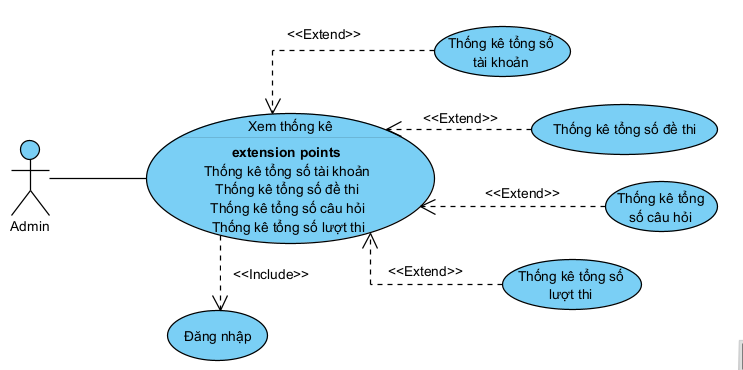 <<Extend>>
Thống kê tổng số
tài khoản
Xem thống kê
<<Extend>>
Thống kê tổng số đề thi
extension points
Thống kê tổng số tài khoản
Thống kê tổng số đề thi
Thống kê tổng số câu hỏi
Thống kê tổng số lượt thi
<<Extend>>
Thống kê tổng
số câu hỏi
Admin
<<Include>>
<<Extend>>
Thống kê tổng số
lượt thi
Đăng nhập